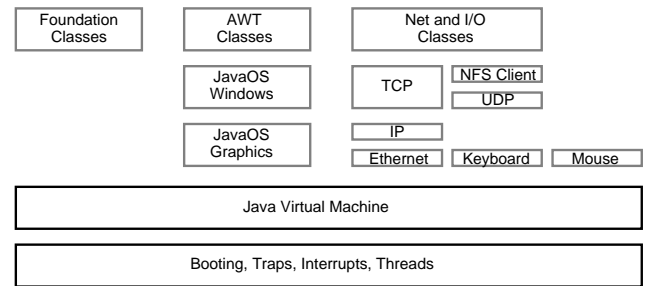 Foundation
Classes
AWT
Classes
Net and I/O
Classes
JavaOS
Windows
TCP
NFS Client
UDP
JavaOS
Graphics
IP
Ethernet
Keyboard
Mouse
Java Virtual Machine
Booting, Traps, Interrupts, Threads